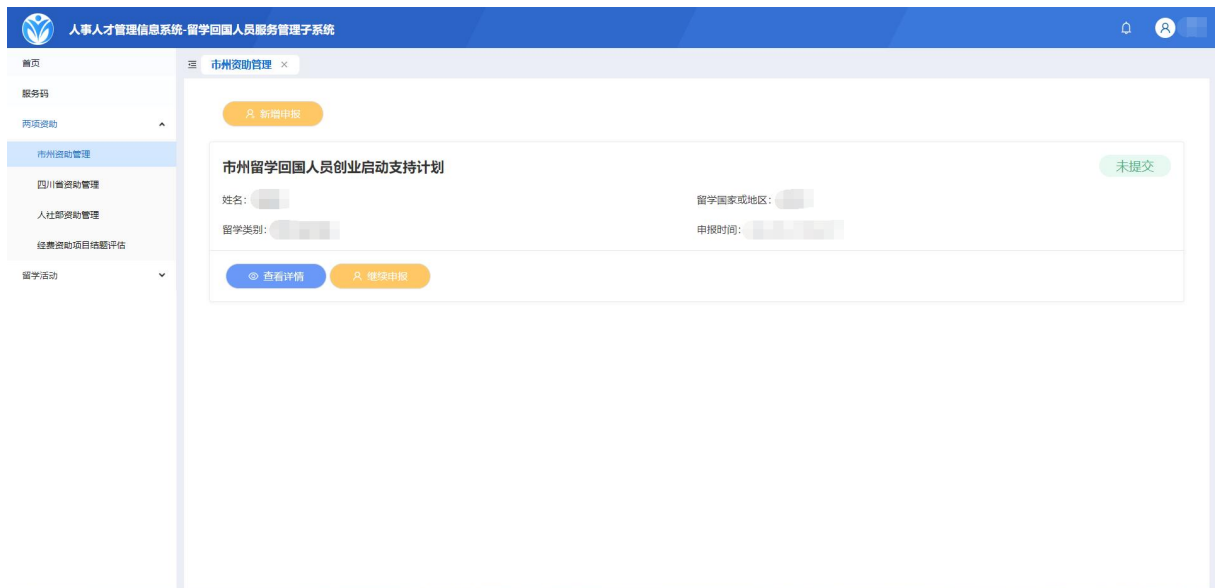 人事人才管理信息系统-留学回国人员服务管理子系统
首页
市州资助管理 ×
服务码
新增申报
两项资助
市州资助管理
市州留学回国人员创业启动支持计划
未提交
四川省资助管理
姓名:
留学国家或地区:
人社部资助管理
留学类别:
申报时间:
经费资助项目结题评估
留学活动
查看详情
继续申报